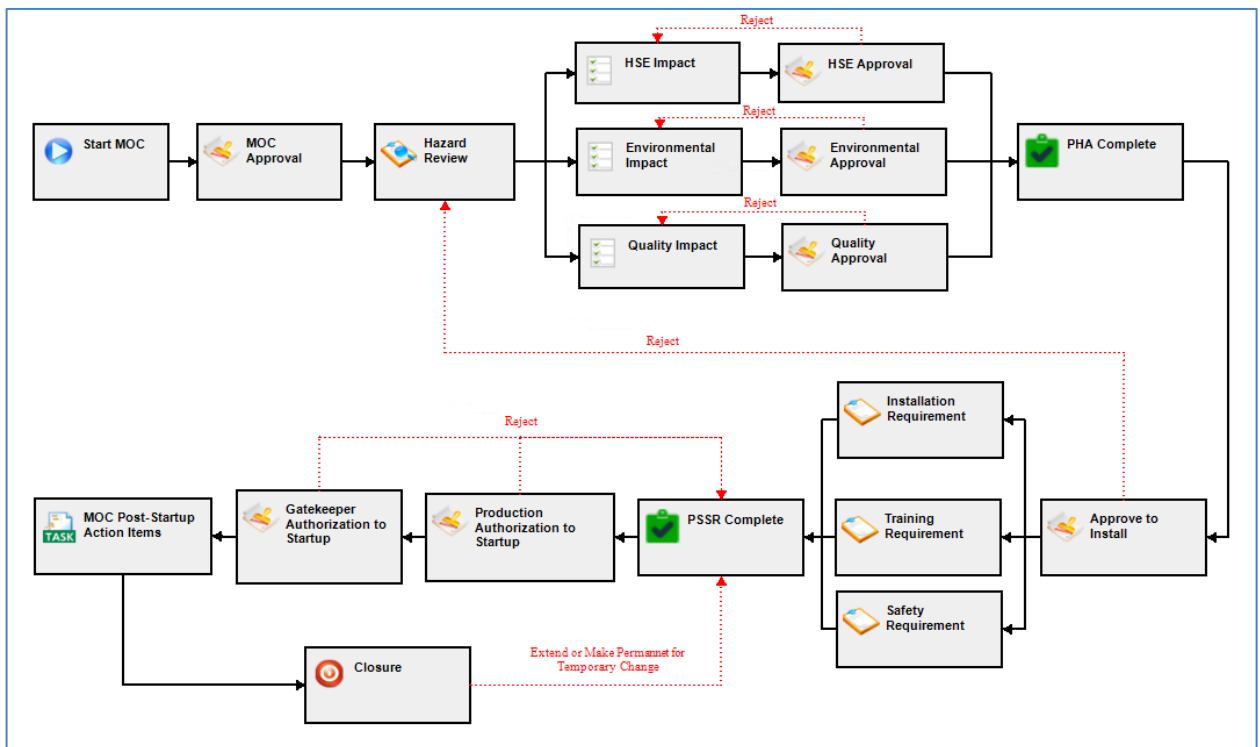 Reject
HSE Impact
HSE Approval
Reject
Start MOC
MOC
Approval
Hazard
Review
Environmental
Impact
Environmental
Approval
PHA Complete
Reject
Quality Impact
Quality
Approval
Reject
Installation
Requirement
Reject
MOC Post-Startup
Action Items
TASK
Gatekeeper
Authorization to
Startup
Production
Authorization to
Startup
PSSR Complete
Training
Requirement
Approve to
Install
Safety
Requirement
Closure
Extend or Make Permannet for
Temporary Change